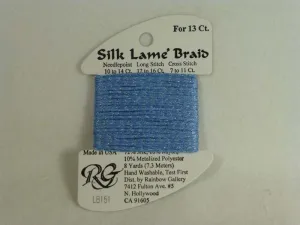 For 13 Ct.
Silk Lame' Braid
Needlepoint Long Stitch Cross Stitch
10 to 14 Ct. 12 to 16 Ct. 7 to 11 Ct.
Made in USA
10% Metalized Polyester
8 Yards (7.3 Meters)
Hand Washable, Test First
Dist. by Rainbow Gallery
7412 Fulton Ave. #5
N. Hollywood
CA 91605
RG
LB191